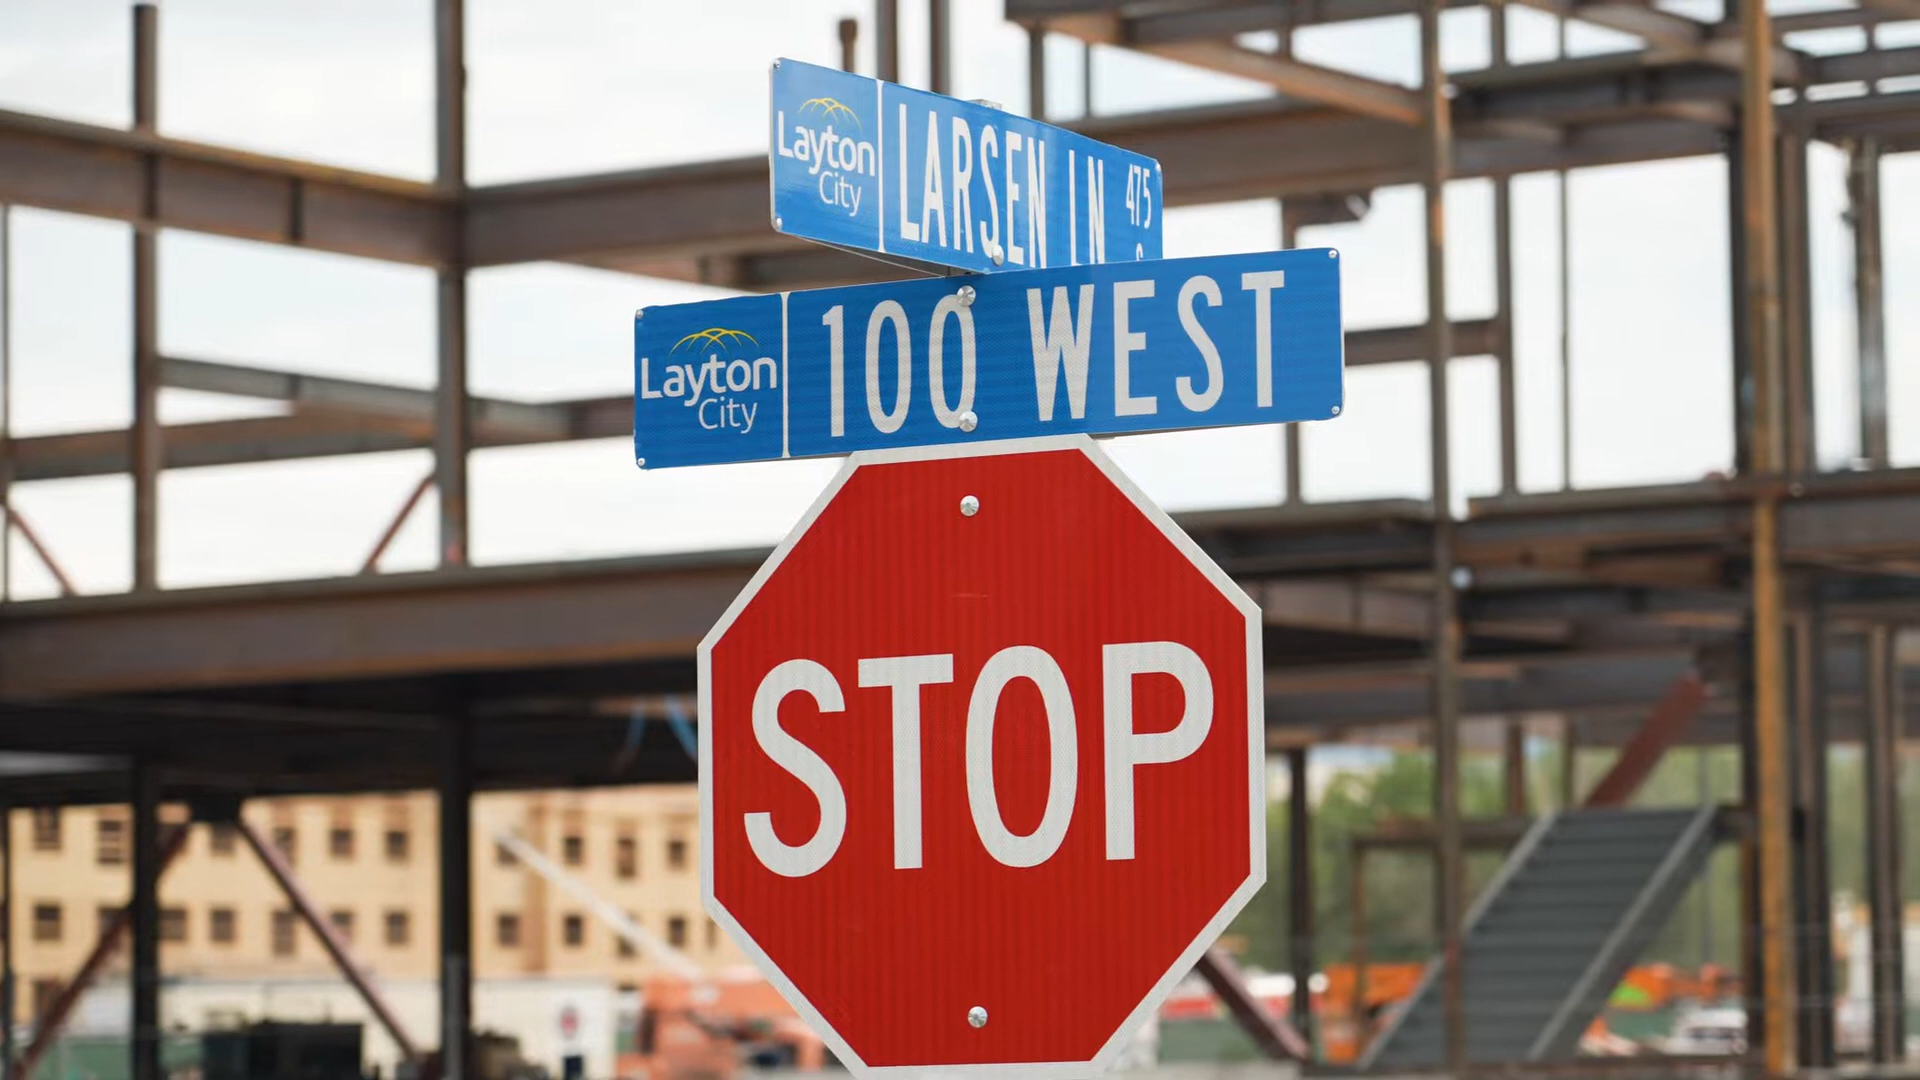 Layton
City
LARSEN LN 475
S
Layton
City
100 WEST
STOP